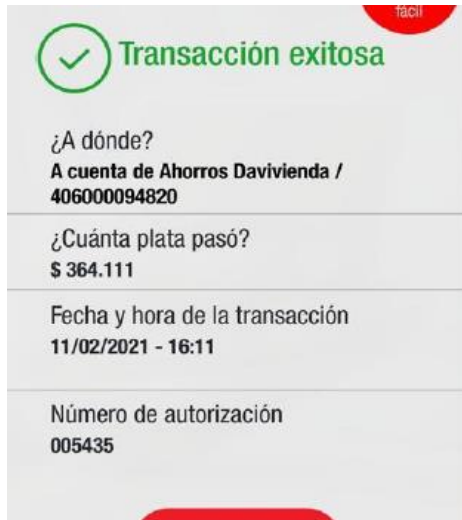 fácil
Transacción exitosa
¿A dónde?
A cuenta de Ahorros Davivienda /
406000094820
¿Cuánta plata pasó?
$ 364.111
Fecha y hora de la transacción
11/02/2021 - 16:11
Número de autorización
005435